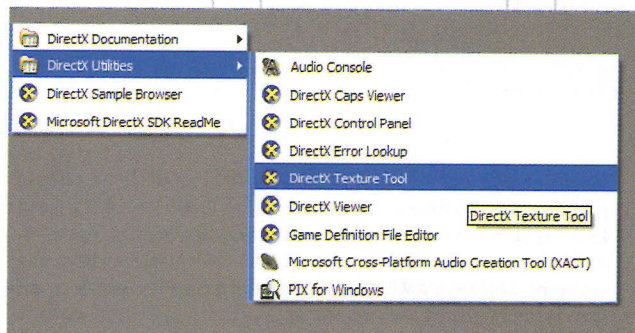 DirectX Documentation
DirectX Utilities
DirectX Sample Browser
Microsoft DirectX SDK ReadMe
Audio Console
DirectX Caps Viewer
DirectX Control Panel
DirectX Error Lookup
DirectX Texture Tool
DirectX Viewer
DirectX Texture Tool
Game Definition File Editor
Microsoft Cross-Platform Audio Creation Tool (XACT)
PIX for Windows